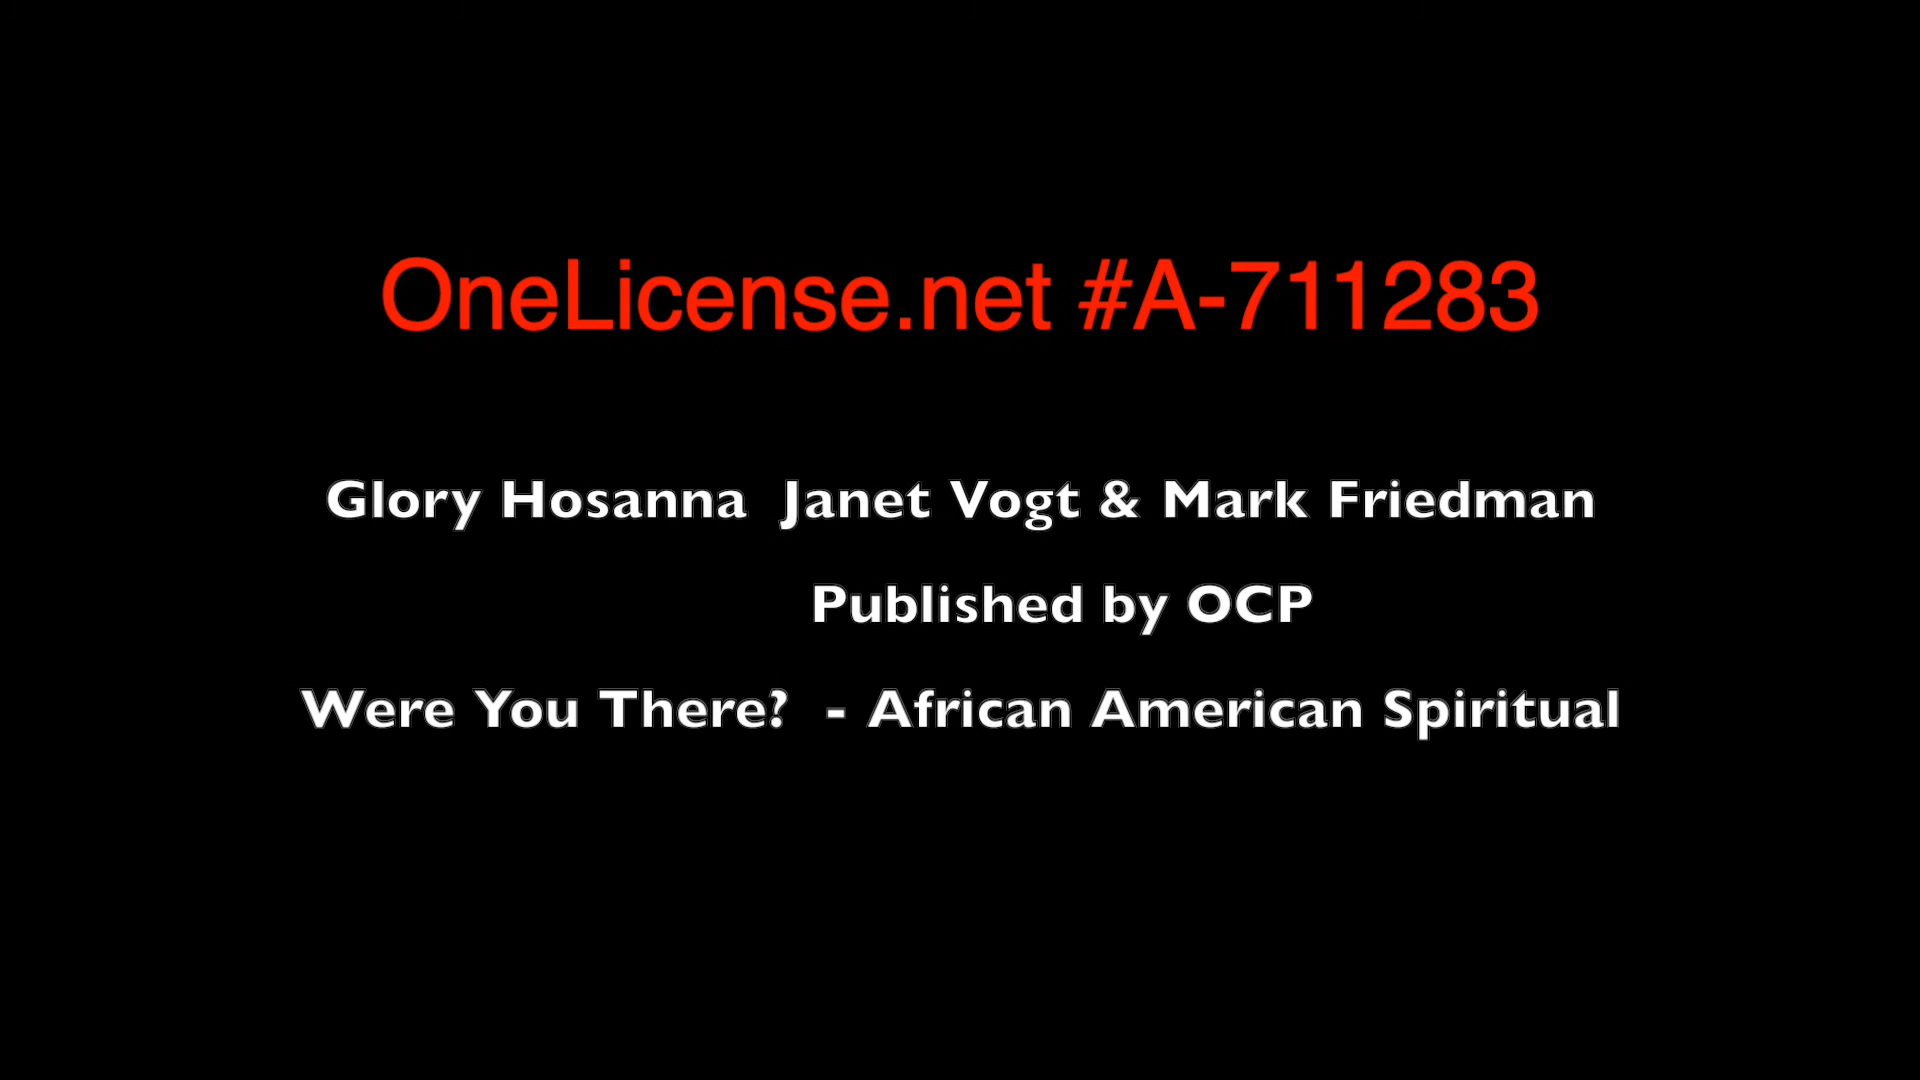 OneLicense.net #A-711283
Glory Hosanna  Janet Vogt & Mark Friedman
Published by OCP
Were You There?  - African American Spiritual